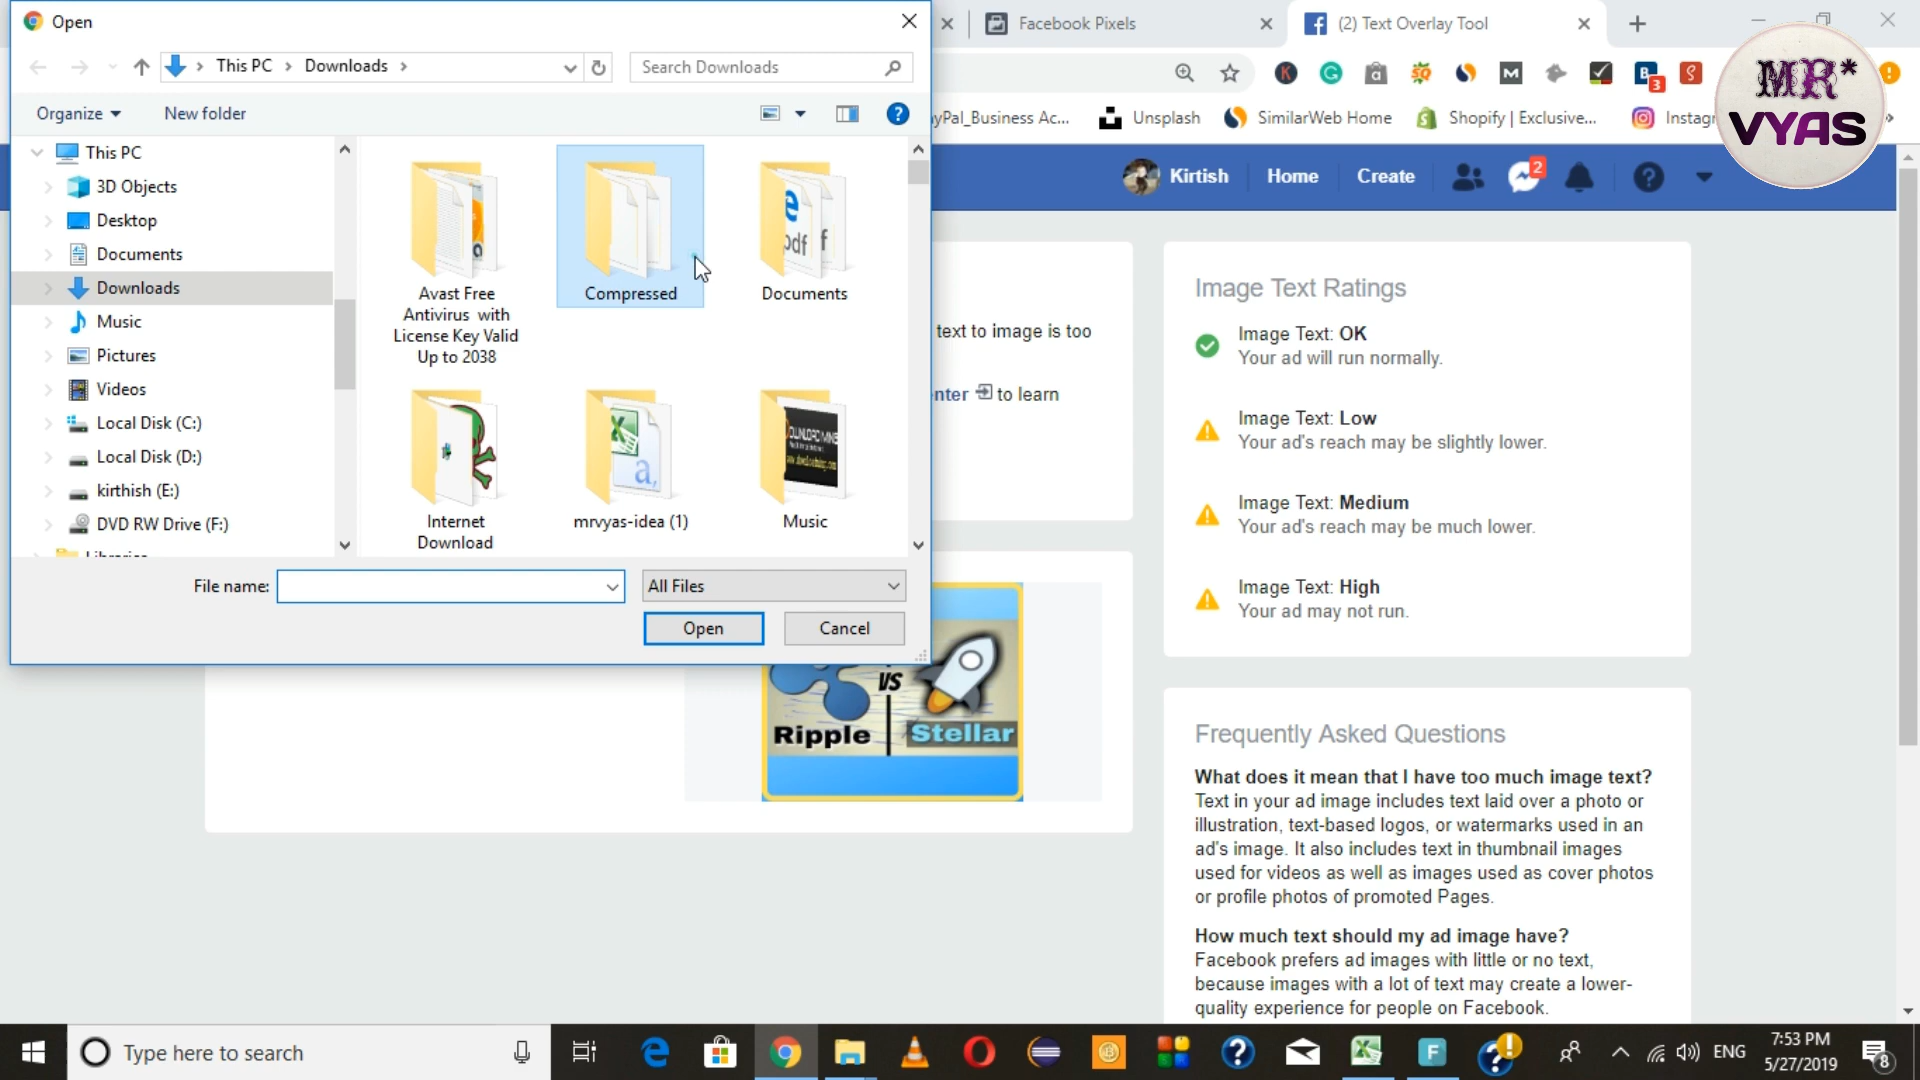 Open
Facebook Pixels
(2) Text Overlay Tool
This PC
Downloads
Search Downloads
Organize
New folder
yPal_Business Ac...
Unsplash
SimilarWeb Home
Shopify | Exclusive...
Instagr
MR*
VYAS
This PC
3D Objects
Desktop
Documents
Downloads
Music
Pictures
Videos
Local Disk (C:)
Local Disk (D:)
kirthish (E:)
DVD RW Drive (F:)
Libraries
Avast Free
Antivirus with
License Key Valid
Up to 2038
Compressed
Documents
Internet
Download
mrvyas-idea (1)
Music
File name:
All Files
Open
Cancel
Kirtish
Home
Create
2
text to image is too
enter to learn
Ripple
VS
Stellar
Image Text Ratings
Image Text: OK
Your ad will run normally.
Image Text: Low
Your ad's reach may be slightly lower.
Image Text: Medium
Your ad's reach may be much lower.
Image Text: High
Your ad may not run.
Frequently Asked Questions
What does it mean that I have too much image text?
Text in your ad image includes text laid over a photo or
illustration, text-based logos, or watermarks used in an
ad's image. It also includes text in thumbnail images
used for videos as well as images used as cover photos
or profile photos of promoted Pages.
How much text should my ad image have?
Facebook prefers ad images with little or no text,
because images with a lot of text may create a lower-
quality experience for people on Facebook.
Type here to search
ENG
7:53 PM
5/27/2019
8